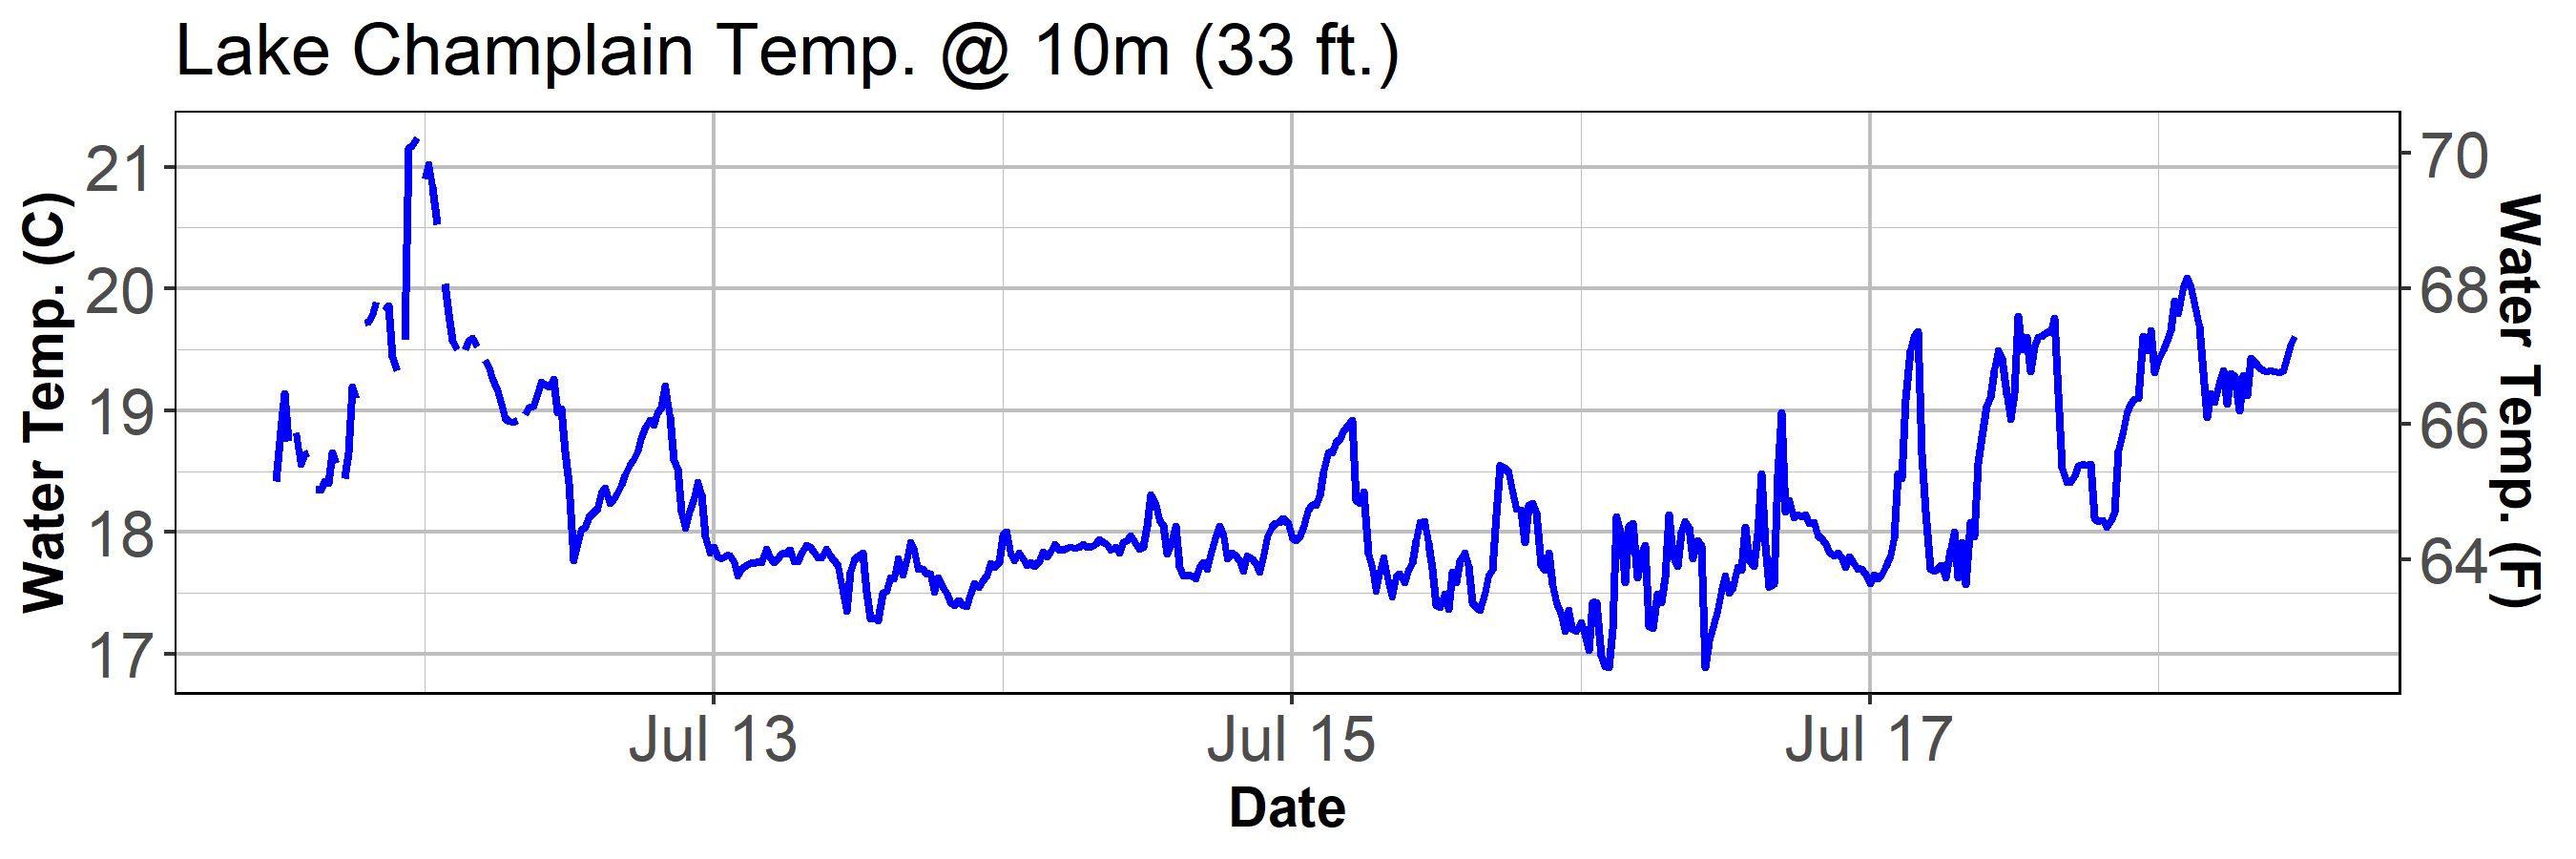 Lake Champlain Temp. @ 10m (33 ft.)
Water Temp. (C)
21
20
19
18
17
70
68
66
64
Water Temp. (F)
Jul 13
Jul 15
Jul 17
Date